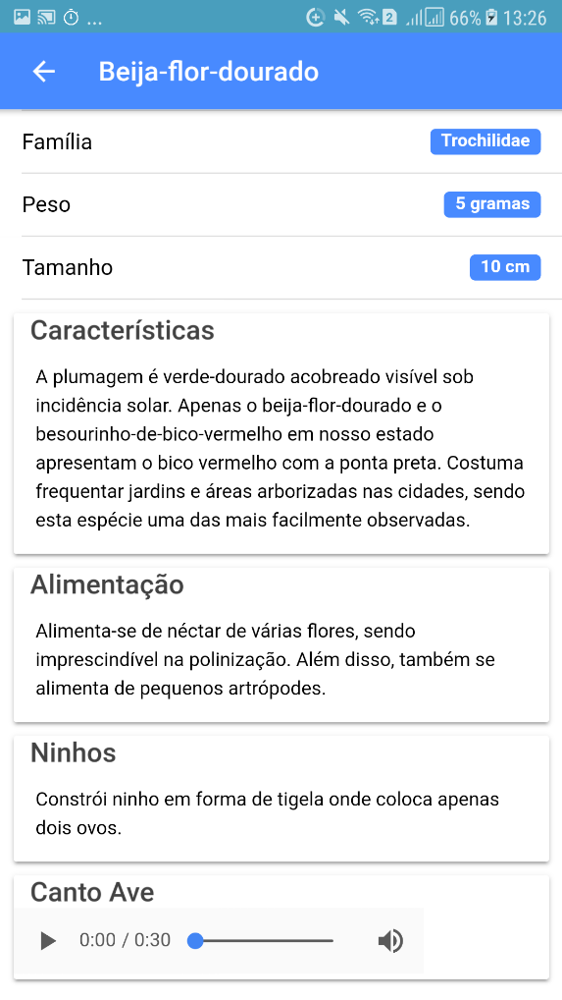 ... 2 66% 13:26
Beija-flor-dourado
Família Trochilidae
Peso 5 gramas
Tamanho 10 cm
Características
A plumagem é verde-dourado acobreado visível sob
incidência solar. Apenas o beija-flor-dourado e o
besourinho-de-bico-vermelho em nosso estado
apresentam o bico vermelho com a ponta preta. Costuma
frequentar jardins e áreas arborizadas nas cidades, sendo
esta espécie uma das mais facilmente observadas.
Alimentação
Alimenta-se de néctar de várias flores, sendo
imprescindível na polinização. Além disso, também se
alimenta de pequenos artrópodes.
Ninhos
Constrói ninho em forma de tigela onde coloca apenas
dois ovos.
Canto Ave
0:00 / 0:30